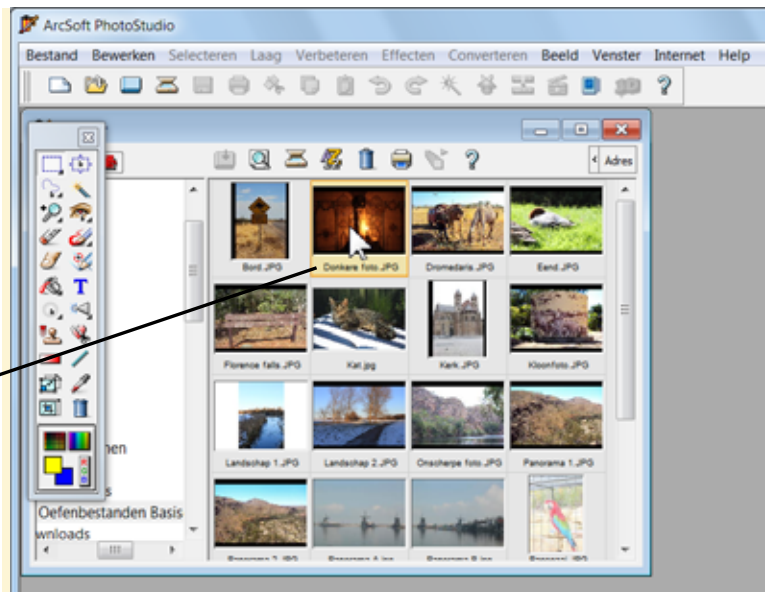 ArcSoft PhotoStudio
Bestand Bewerken Selecteren Laag Verbeteren Effecten Converteren Beeld Venster Internet Help
Adres
Bord.JPG Donkere foto.JPG Dromedaris.JPG Eend.JPG
Florence falls.JPG Kat.jpg Kerk.JPG Kloonfoto.JPG
T
Landschap 1.JPG Landschap 2.JPG Onscherpe foto.JPG Panorama 1.JPG
nen
s
Oefenbestanden Basis
wnloads